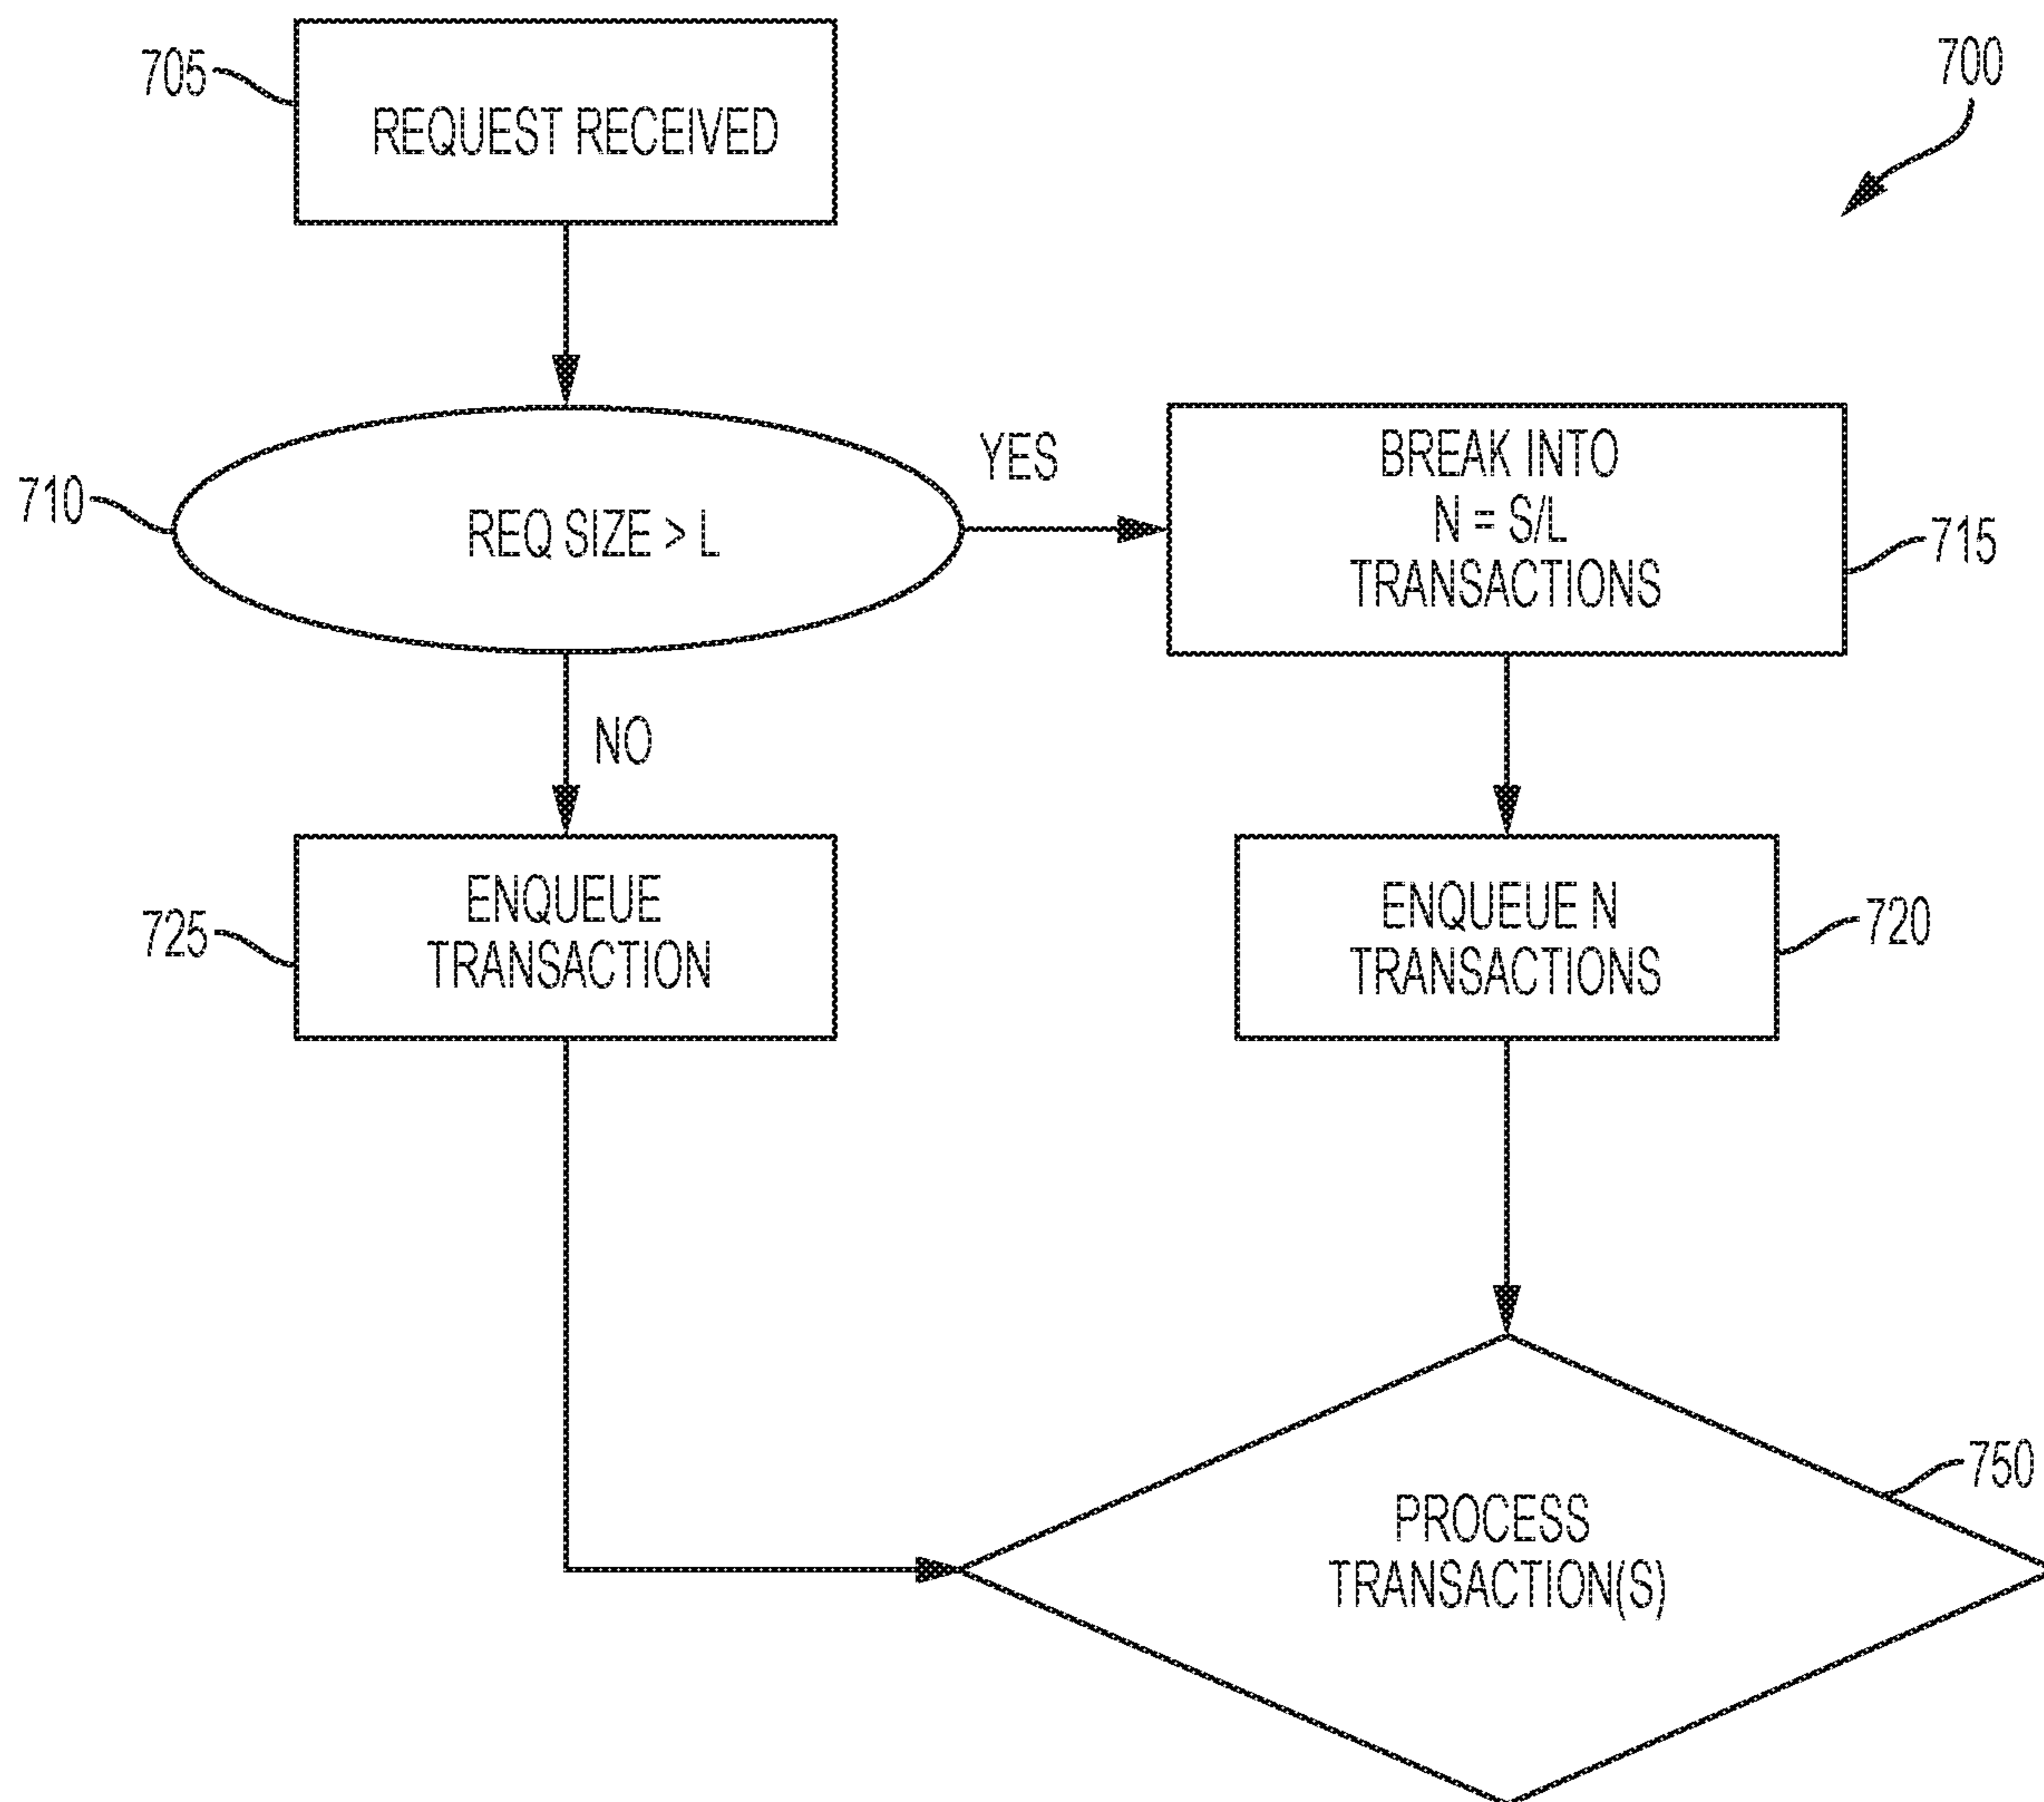 705
REQUEST RECEIVED
700
710
REQ SIZE > L
YES
BREAK INTO
N = S/L
TRANSACTIONS
715
NO
725
ENQUEUE
TRANSACTION
ENQUEUE N
TRANSACTIONS
720
PROCESS
TRANSACTION(S)
750